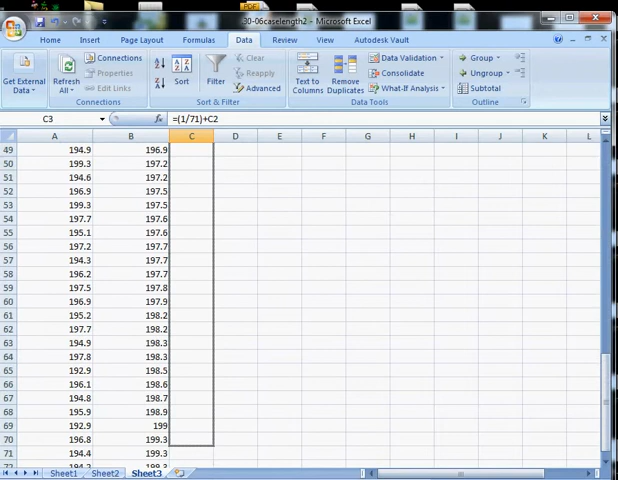 PDF
.30-06caselength2 - Microsoft Excel
Home Insert Page Layout Formulas Data Review View Autodesk Vault
Get External Data
Refresh All
Connections
Properties
Edit Links
Connections
Sort
Filter
Clear
Reapply
Advanced
Sort & Filter
Text to Columns
Remove Duplicates
Data Validation
Consolidate
What-If Analysis
Data Tools
Group
Ungroup
Subtotal
Outline
C3 fx =(1/71)+C2
A B C D E F G H I J K L
49 194.9 196.9
50 199.3 197.2
51 194.6 197.2
52 196.9 197.5
53 199.3 197.5
54 197.7 197.6
55 195.1 197.6
56 197.2 197.7
57 194.3 197.7
58 196.2 197.7
59 197.5 197.8
60 196.9 197.9
61 195.2 198.2
62 197.7 198.2
63 194.9 198.3
64 197.8 198.3
65 192.9 198.5
66 196.1 198.6
67 194.8 198.7
68 195.9 198.9
69 192.9 199
70 196.8 199.3
71 194.4 199.3
72 194.2 199.3
Sheet1 Sheet2 Sheet3